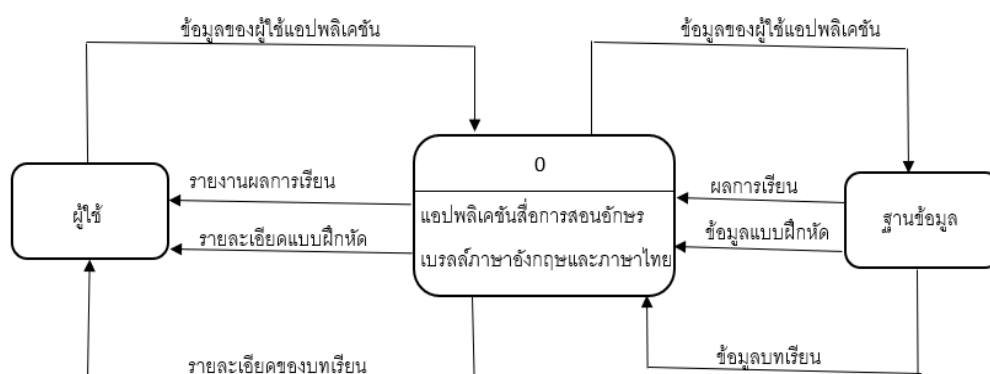 ข้อมูลของผู้ใช้แอปพลิเคชัน
ข้อมูลของผู้ใช้แอปพลิเคชัน
0
รายงานผลการเรียน
ผลการเรียน
ผู้ใช้
แอปพลิเคชันสื่อการสอนอักษร
ฐานข้อมูล
รายละเอียดแบบฝึกหัด
ข้อมูลแบบฝึกหัด
เบรลล์ภาษาอังกฤษและภาษาไทย
รายละเอียดของบทเรียน
ข้อมูลบทเรียน